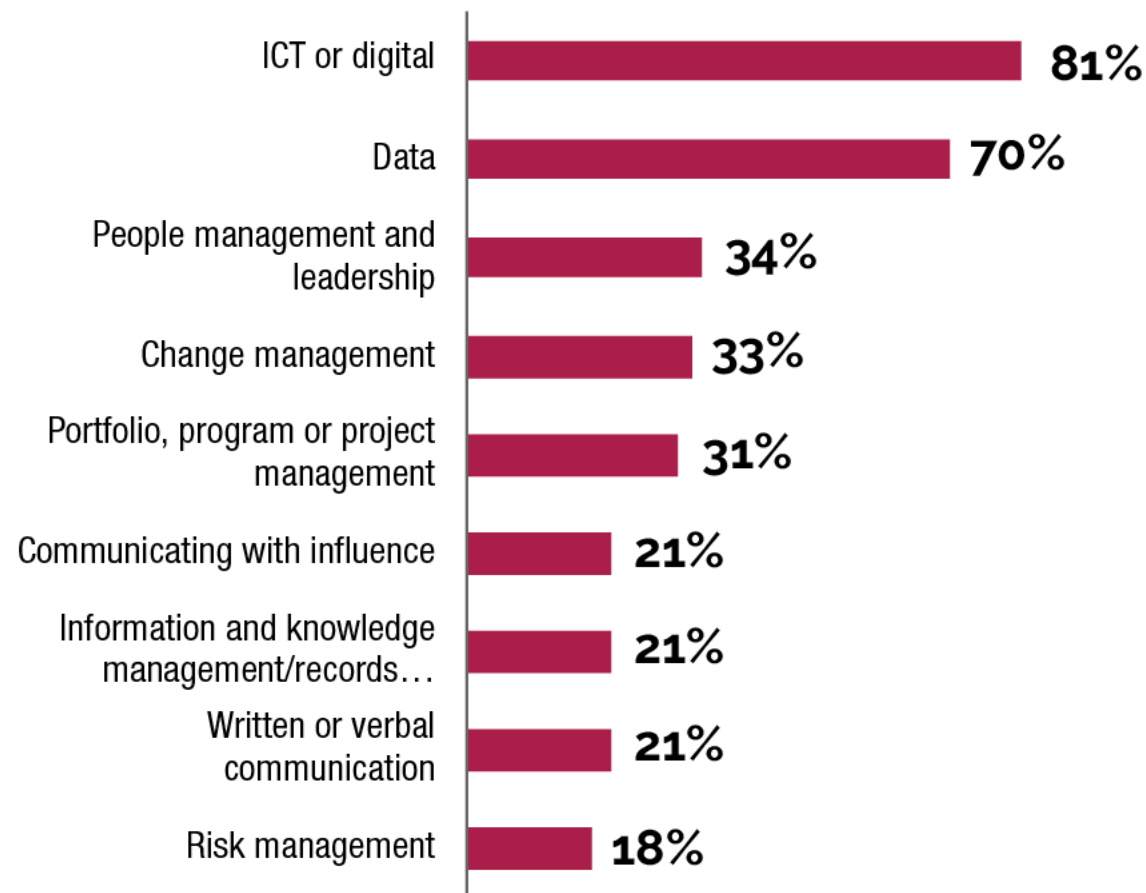 ICT or digital
81%
Data
70%
People management and
leadership
34%
Change management
33%
Portfolio, program or project
management
31%
Communicating with influence
21%
Information and knowledge
management/records…
21%
Written or verbal
communication
21%
Risk management
18%